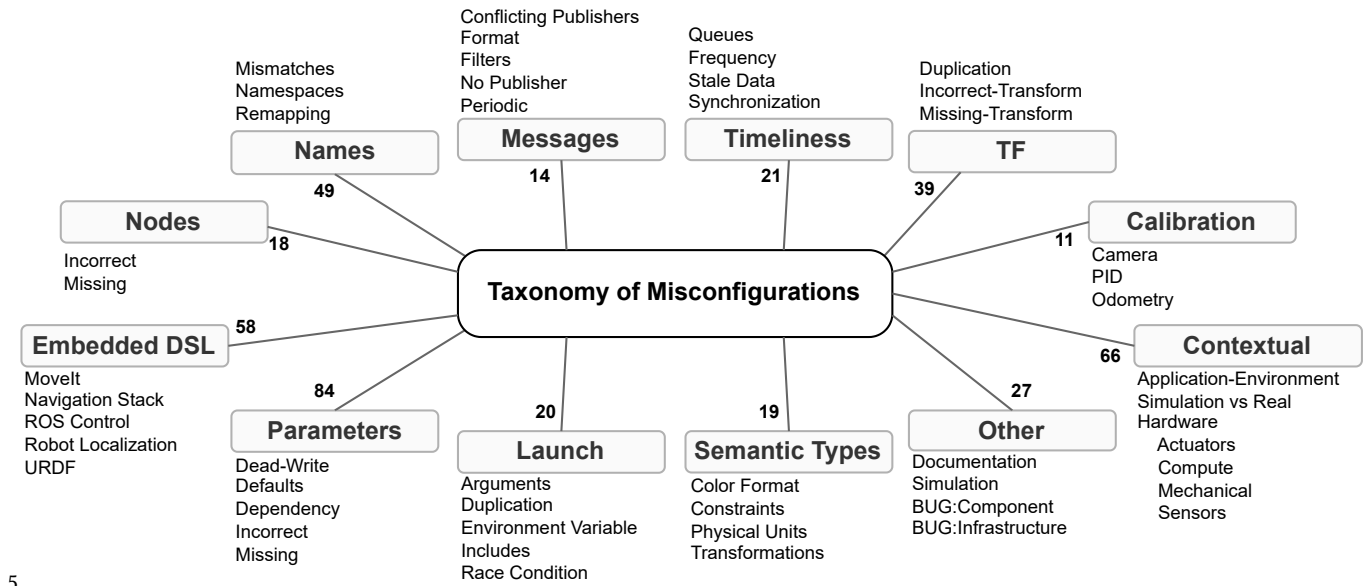 Conflicting Publishers
Format
Filters
No Publisher
Periodic
Messages
14
Queues
Frequency
Stale Data
Synchronization
Timeliness
21
Mismatches
Namespaces
Remapping
Names
49
Duplication
Incorrect-Transform
Missing-Transform
TF
39
Nodes
18
Incorrect
Missing
Calibration
11
Camera
PID
Odometry
Taxonomy of Misconfigurations
Embedded DSL
58
MoveIt
Navigation Stack
ROS Control
Robot Localization
URDF
Contextual
66
Application-Environment
Simulation vs Real
Hardware
Actuators
Compute
Mechanical
Sensors
84
Parameters
Dead-Write
Defaults
Dependency
Incorrect
Missing
20
Launch
Arguments
Duplication
Environment Variable
Includes
Race Condition
19
Semantic Types
Color Format
Constraints
Physical Units
Transformations
27
Other
Documentation
Simulation
BUG:Component
BUG:Infrastructure
5